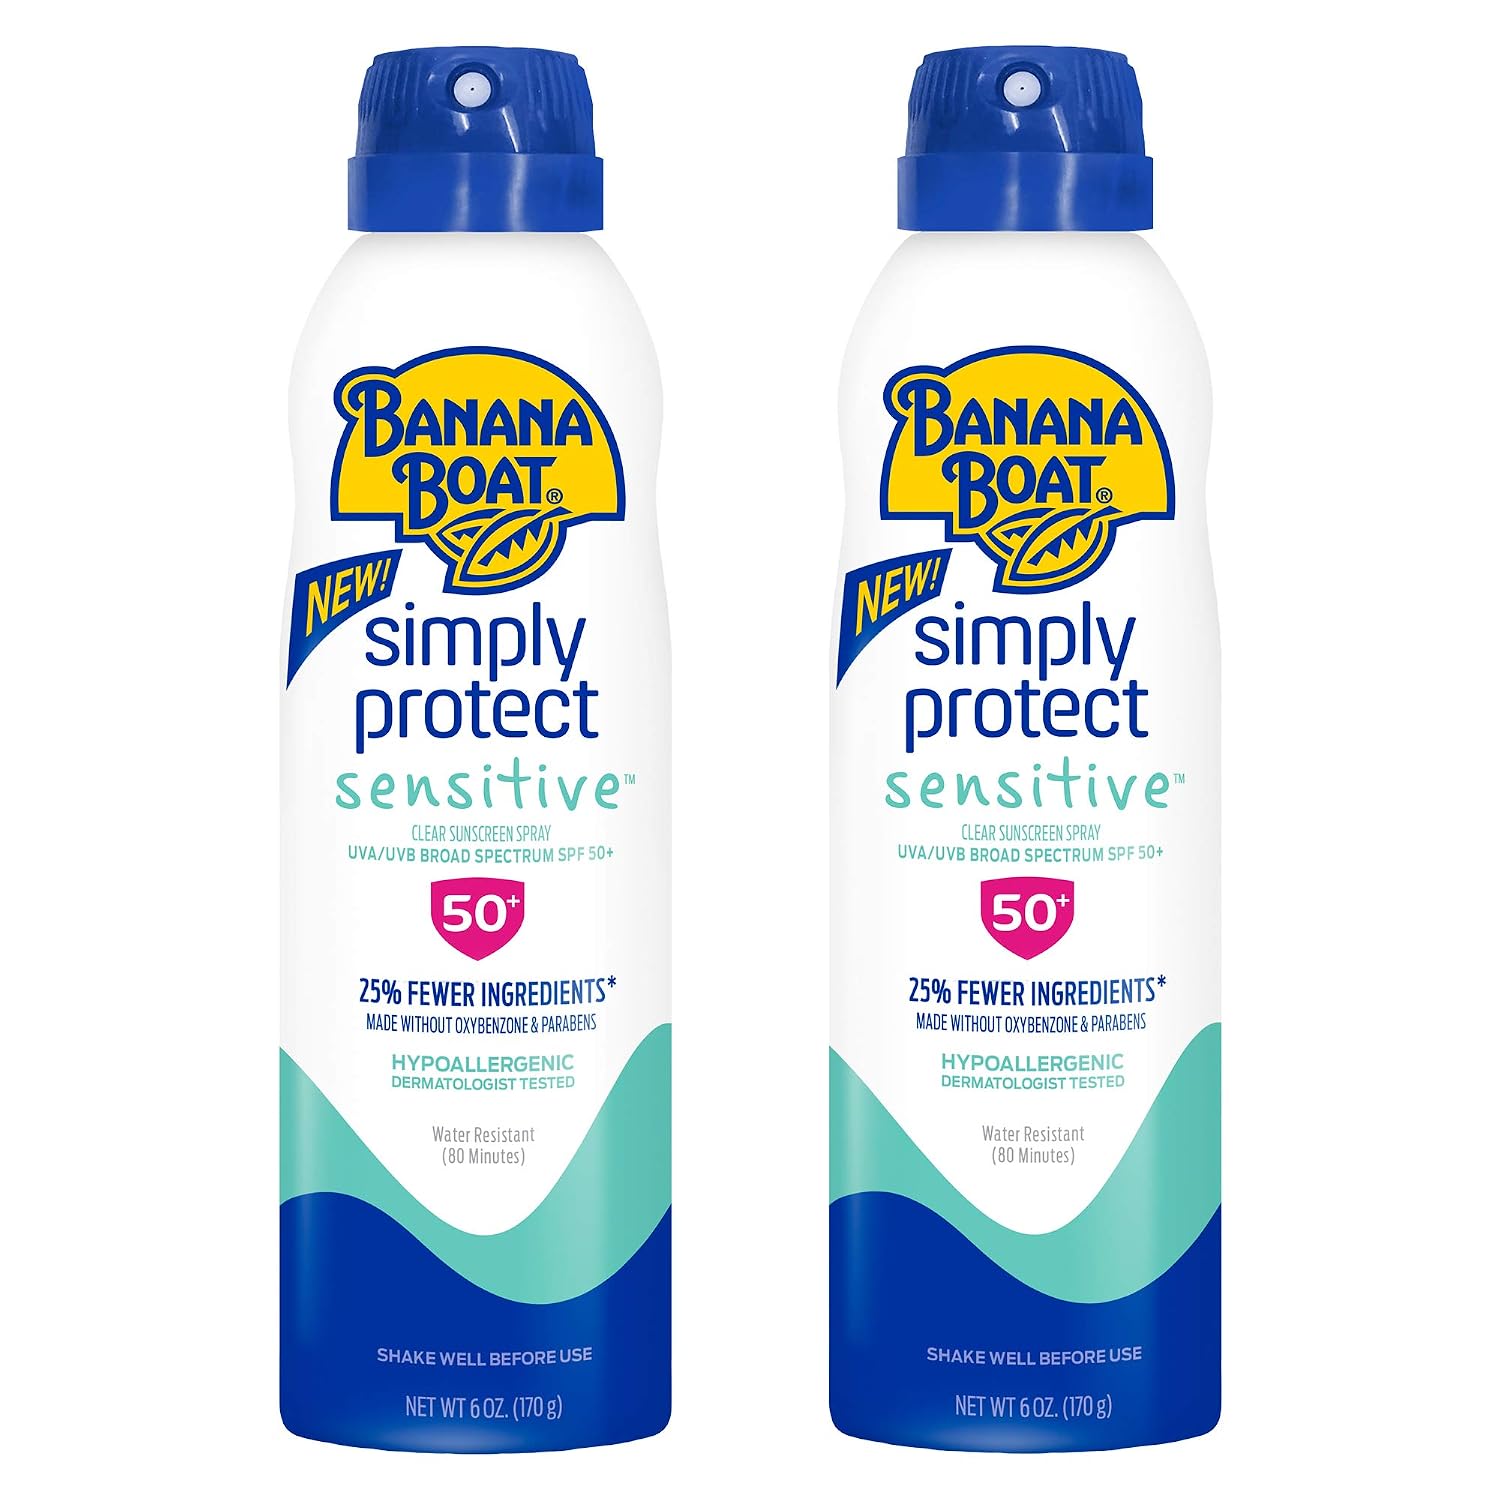 BANANA
BOAT®
NEW!
simply
protect
sensitive™
CLEAR SUNSCREEN SPRAY
UVA/UVB BROAD SPECTRUM SPF 50+
50+
25% FEWER INGREDIENTS*
MADE WITHOUT OXYBENZONE & PARABENS
HYPOALLERGENIC
DERMATOLOGIST TESTED
Water Resistant
(80 Minutes)
SHAKE WELL BEFORE USE
NET WT 6 OZ. (170 g)
BANANA
BOAT®
NEW!
simply
protect
sensitive™
CLEAR SUNSCREEN SPRAY
UVA/UVB BROAD SPECTRUM SPF 50+
50+
25% FEWER INGREDIENTS*
MADE WITHOUT OXYBENZONE & PARABENS
HYPOALLERGENIC
DERMATOLOGIST TESTED
Water Resistant
(80 Minutes)
SHAKE WELL BEFORE USE
NET WT 6 OZ. (170 g)